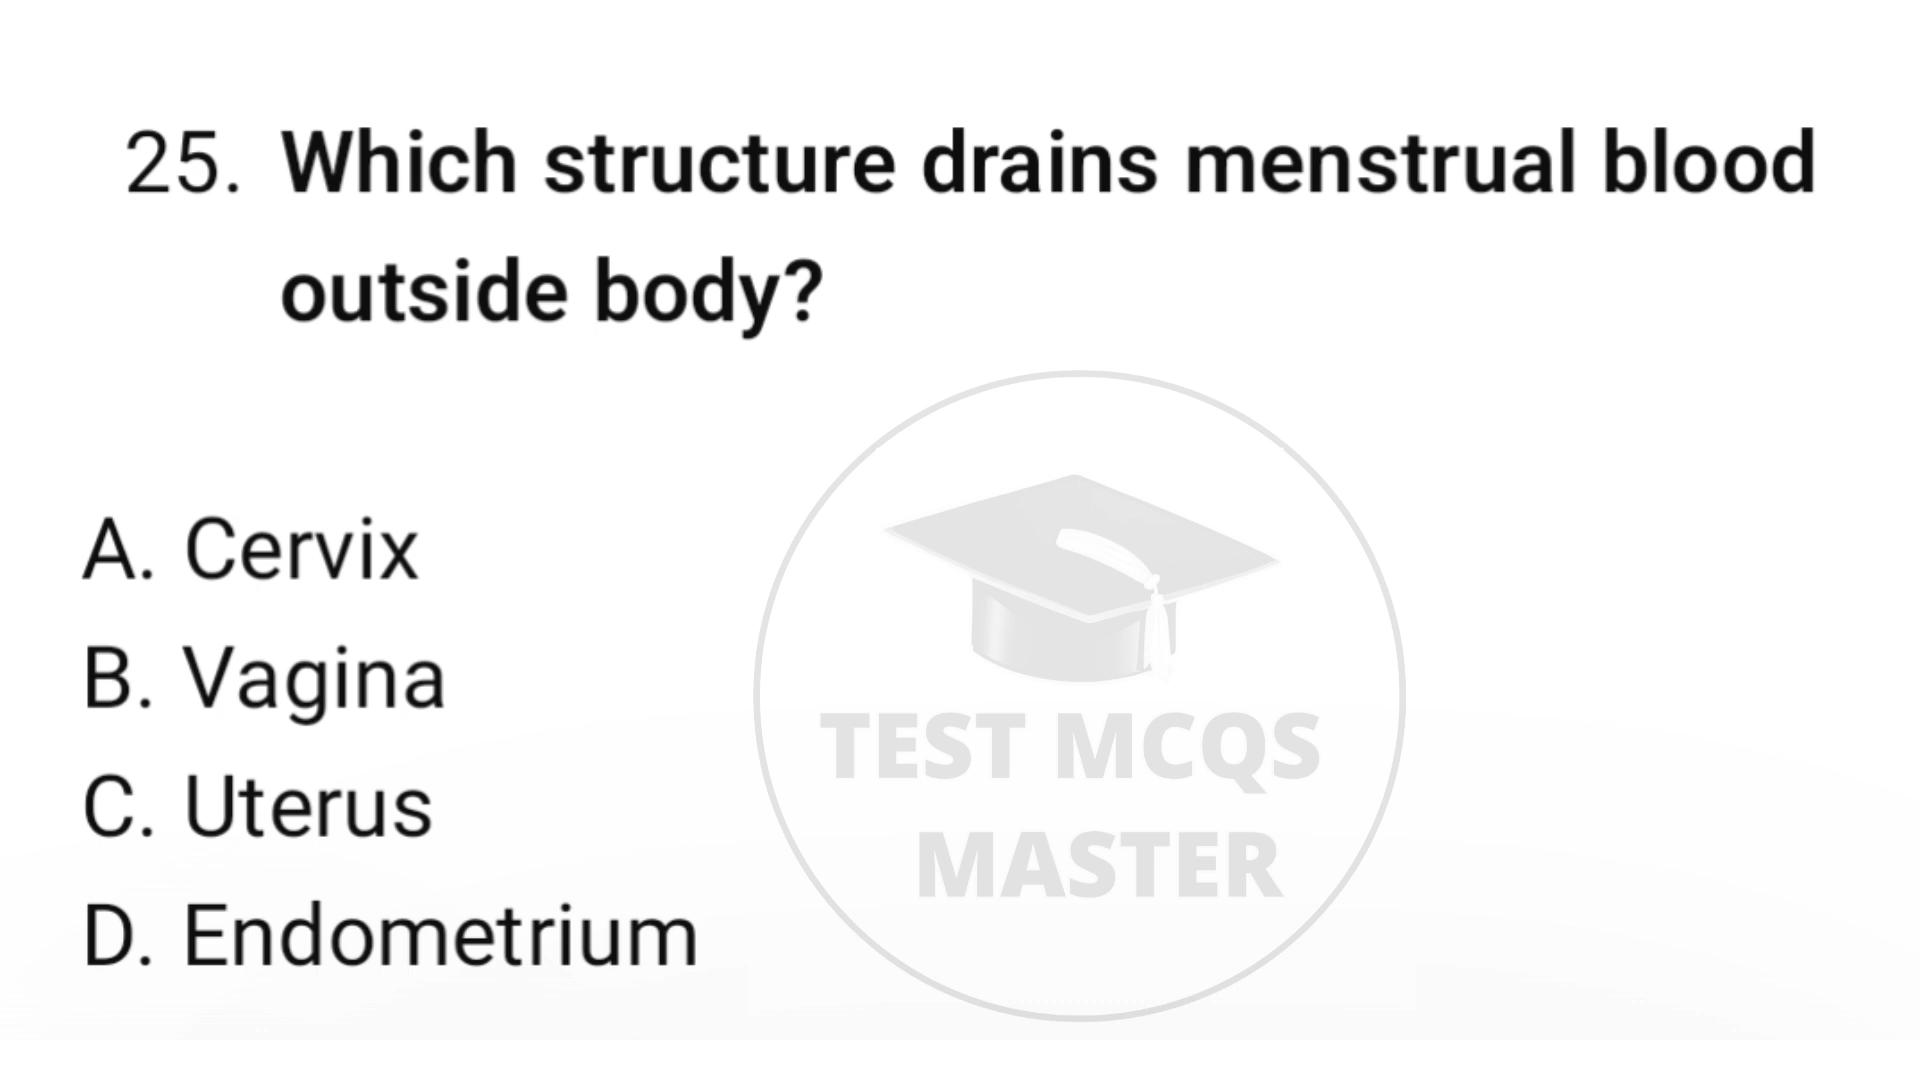 25. Which structure drains menstrual blood
outside body?
A. Cervix
B. Vagina
C. Uterus
D. Endometrium
TEST MCQS
MASTER